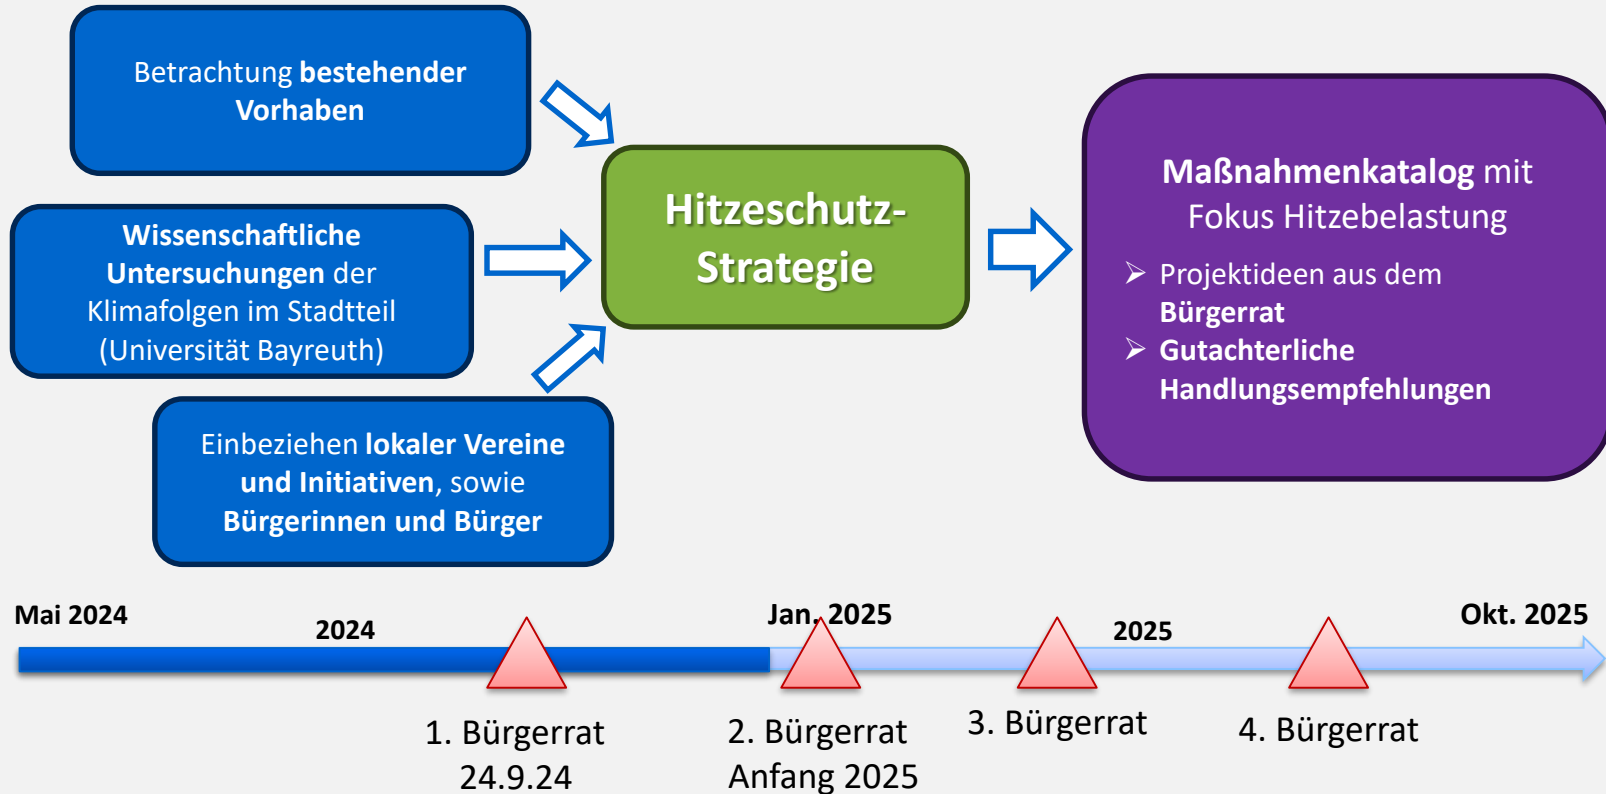 Betrachtung bestehender
Vorhaben
Wissenschaftliche
Untersuchungen der
Klimafolgen im Stadtteil
(Universität Bayreuth)
Einbeziehen lokaler Vereine
und Initiativen, sowie
Bürgerinnen und Bürger
Hitzeschutz-
Strategie
Maßnahmenkatalog mit
Fokus Hitzebelastung
➢ Projektideen aus dem
Bürgerrat
➢ Gutachterliche
Handlungsempfehlungen
Mai 2024
2024
Jan. 2025
2025
Okt. 2025
1. Bürgerrat
24.9.24
2. Bürgerrat
Anfang 2025
3. Bürgerrat
4. Bürgerrat